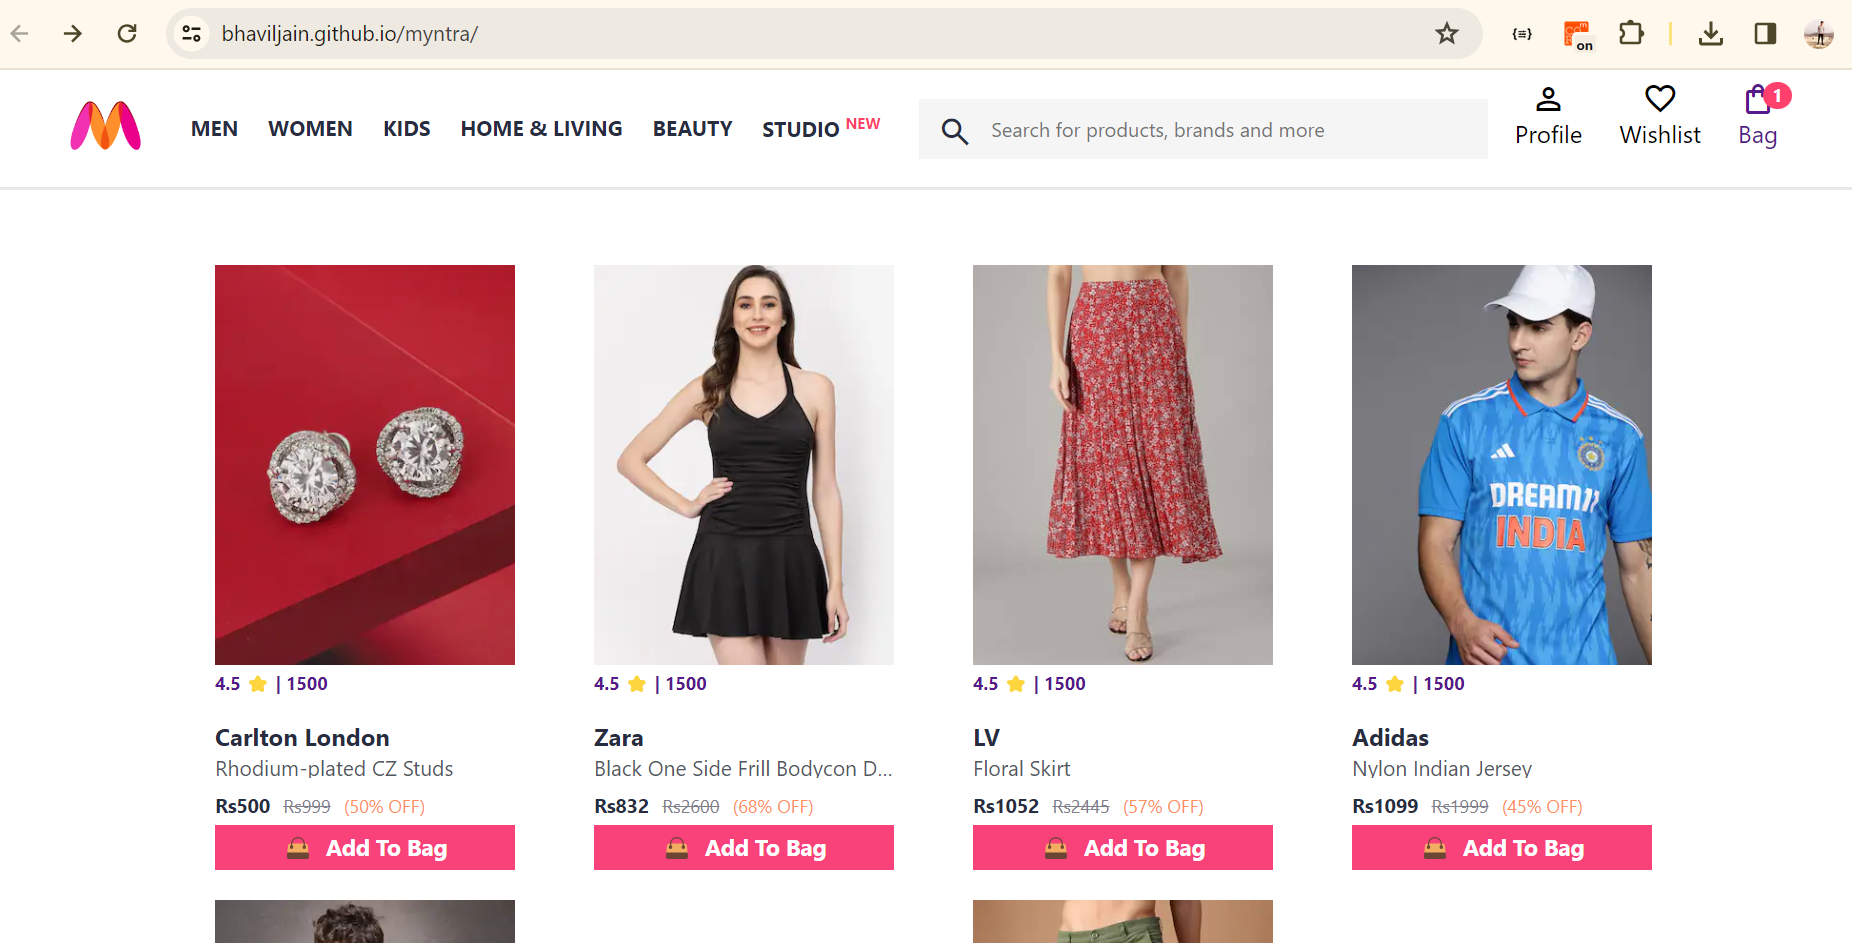 bhaviljain.github.io/myntra/
on
MEN WOMEN KIDS HOME & LIVING BEAUTY STUDIO NEW
Search for products, brands and more
Profile
Wishlist
1
Bag
DREAM11
INDIA
4.5 ⭐ | 1500
4.5 ⭐ | 1500
4.5 ⭐ | 1500
4.5 ⭐ | 1500
Carlton London
Zara
LV
Adidas
Rhodium-plated CZ Studs
Black One Side Frill Bodycon D...
Floral Skirt
Nylon Indian Jersey
Rs500 Rs999 (50% OFF)
Rs832 Rs2600 (68% OFF)
Rs1052 Rs2445 (57% OFF)
Rs1099 Rs1999 (45% OFF)
Add To Bag
Add To Bag
Add To Bag
Add To Bag